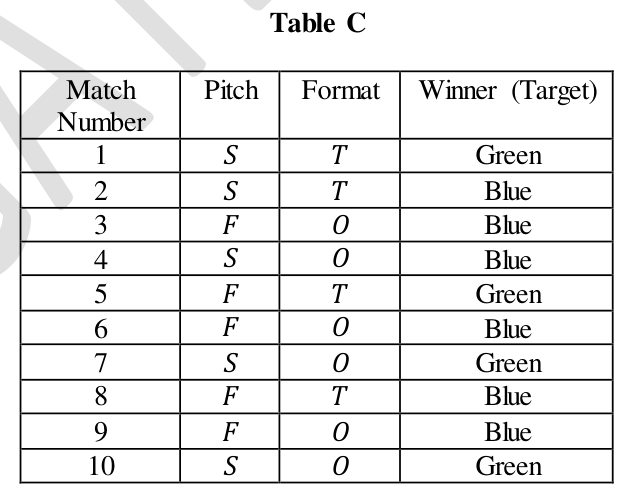 Table C
Match Number Pitch Format Winner (Target)
1 S T Green
2 S T Blue
3 F O Blue
4 S O Blue
5 F T Green
6 F O Blue
7 S O Green
8 F T Blue
9 F O Blue
10 S O Green